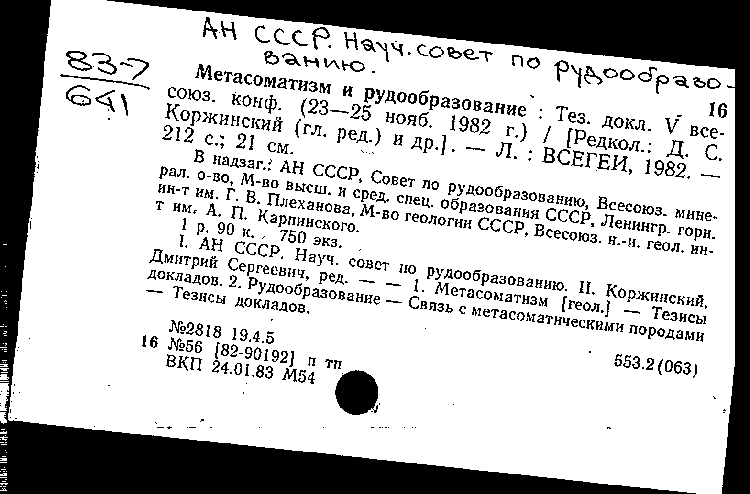 АН СССР. Науч. совет по рудообразо-
ванию.
83-7
641
16
Метасоматизм и рудообразование : Тез. докл. V все-
союз. конф. (23—25 нояб. 1982 г.) / [Редкол.: Д. С.
Коржинский (гл. ред.) и др.]. — Л. : ВСЕГЕИ, 1982. —
212 с.; 21 см.
В надзаг.: АН СССР, Совет по рудообразованию, Всесоюз. мине-
рал. о-во, М-во высш. и сред. спец. образования СССР, Ленингр. горн.
ин-т им. Г. В. Плеханова, М-во геологии СССР, Всесоюз. н.-и. геол. ин-
т им. А. П. Карпинского.
1 р. 90 к. 750 экз.
I. АН СССР. Науч. совет по рудообразованию. II. Коржинский,
Дмитрий Сергеевич, ред. — — 1. Метасоматизм [геол.] — Тезисы
докладов. 2. Рудообразование — Связь с метасоматическими породами
— Тезисы докладов.
№2818 19.4.5
16 №56 [82-90192] п тп
ВКП 24.01.83 М54
553.2(063)